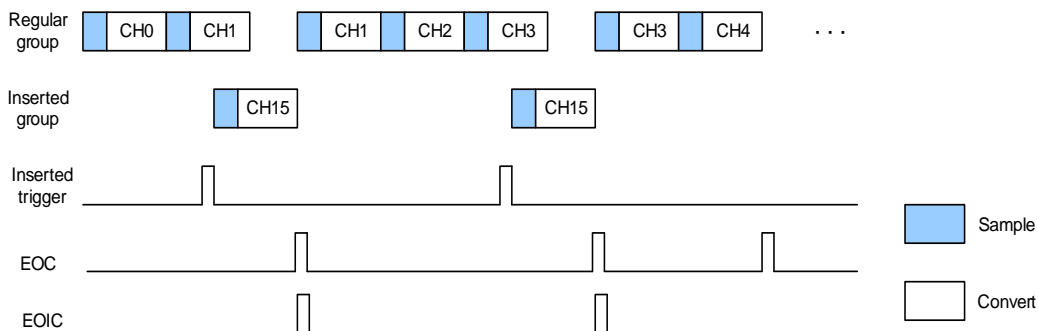 Regular
group
CH0 CH1 CH1 CH2 CH3 CH3 CH4 . . .
Inserted
group
CH15 CH15
Inserted
trigger
EOC
EOIC
Sample
Convert